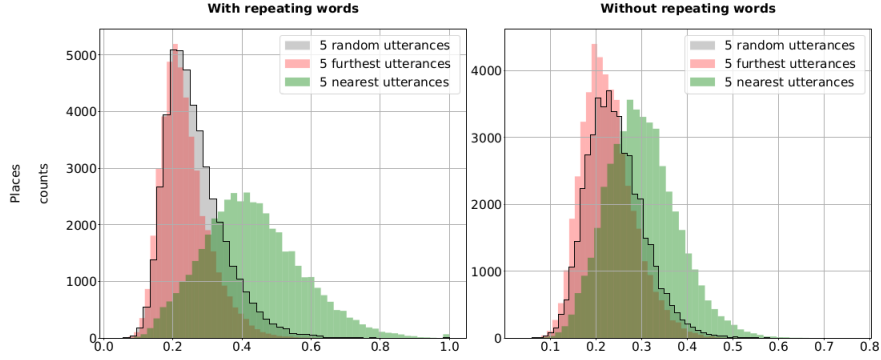 With repeating words
Without repeating words
Places
counts
5000
4000
3000
2000
1000
0
0.0 0.2 0.4 0.6 0.8 1.0
5 random utterances
5 furthest utterances
5 nearest utterances
4000
3000
2000
1000
0
0.1 0.2 0.3 0.4 0.5 0.6 0.7 0.8
5 random utterances
5 furthest utterances
5 nearest utterances